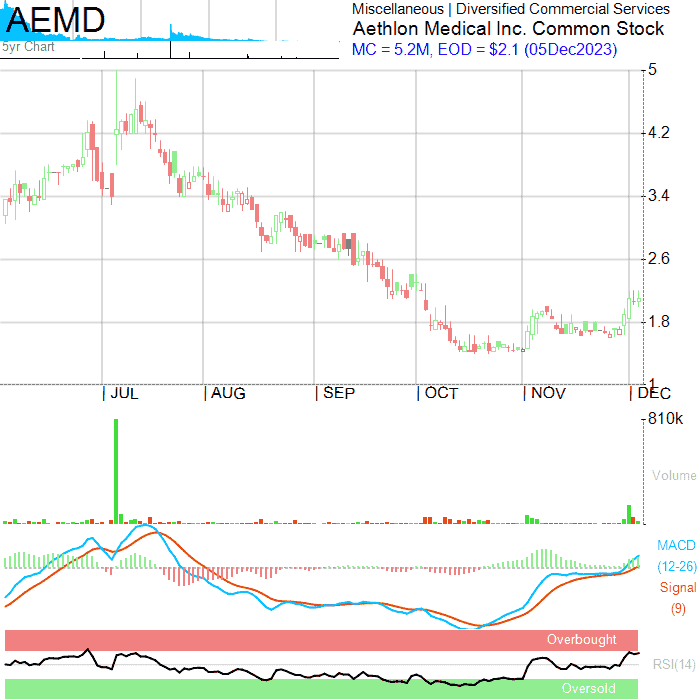 AEMD
5yr Chart
Miscellaneous | Diversified Commercial Services
Aethlon Medical Inc. Common Stock
MC = 5.2M, EOD = $2.1 (05Dec2023)
5
4.2
3.4
2.6
1.8
1
| JUL | AUG | SEP | OCT | NOV | DEC
810k
Volume
MACD
(12-26)
Signal
(9)
Overbought
RSI(14)
Oversold